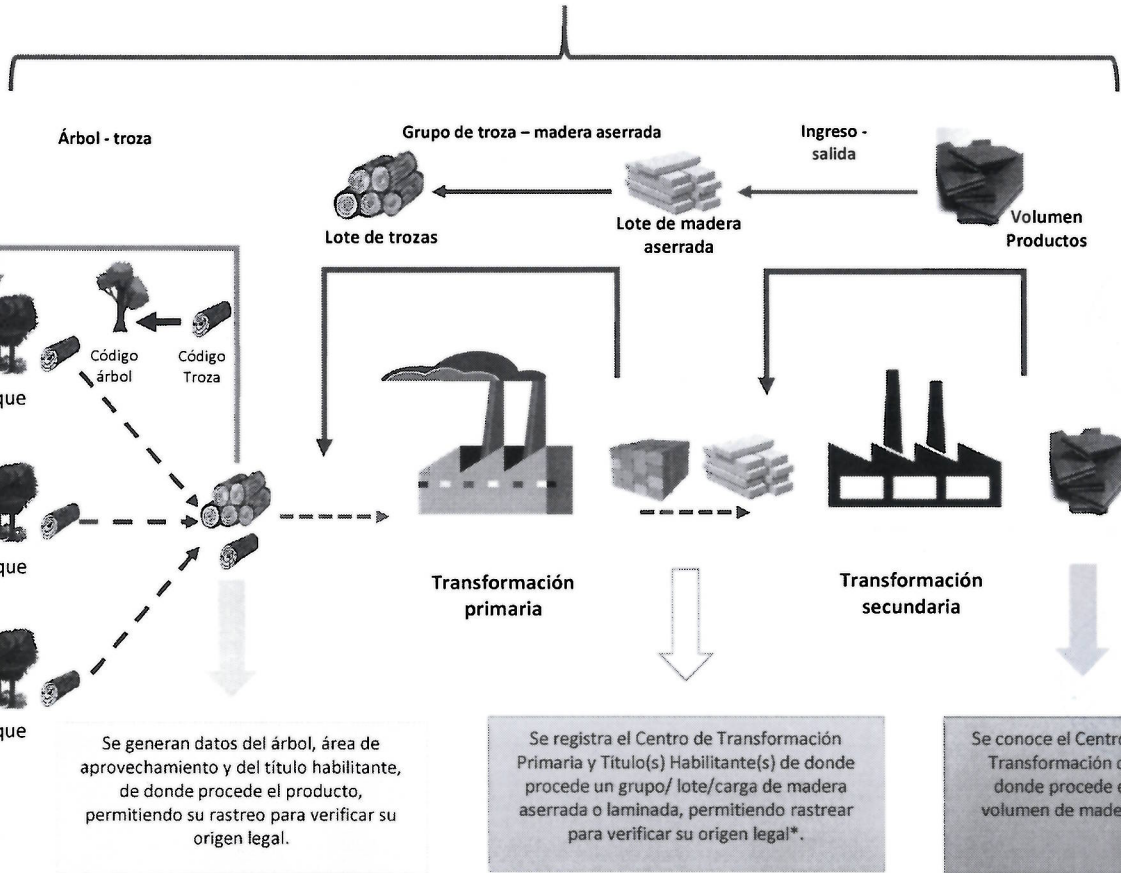 Árbol - troza
Grupo de troza – madera aserrada
Ingreso -
salida
Lote de trozas
Lote de madera
aserrada
Volumen
Productos
Código
árbol
Código
Troza
que
que
que
Transformación
primaria
Transformación
secundaria
Se generan datos del árbol, área de
aprovechamiento y del título habilitante,
de donde procede el producto,
permitiendo su rastreo para verificar su
origen legal.
Se registra el Centro de Transformación
Primaria y Título(s) Habilitante(s) de donde
procede un grupo/ lote/carga de madera
aserrada o laminada, permitiendo rastrear
para verificar su origen legal*.
Se conoce el Centr
Transformación d
donde procede e
volumen de made